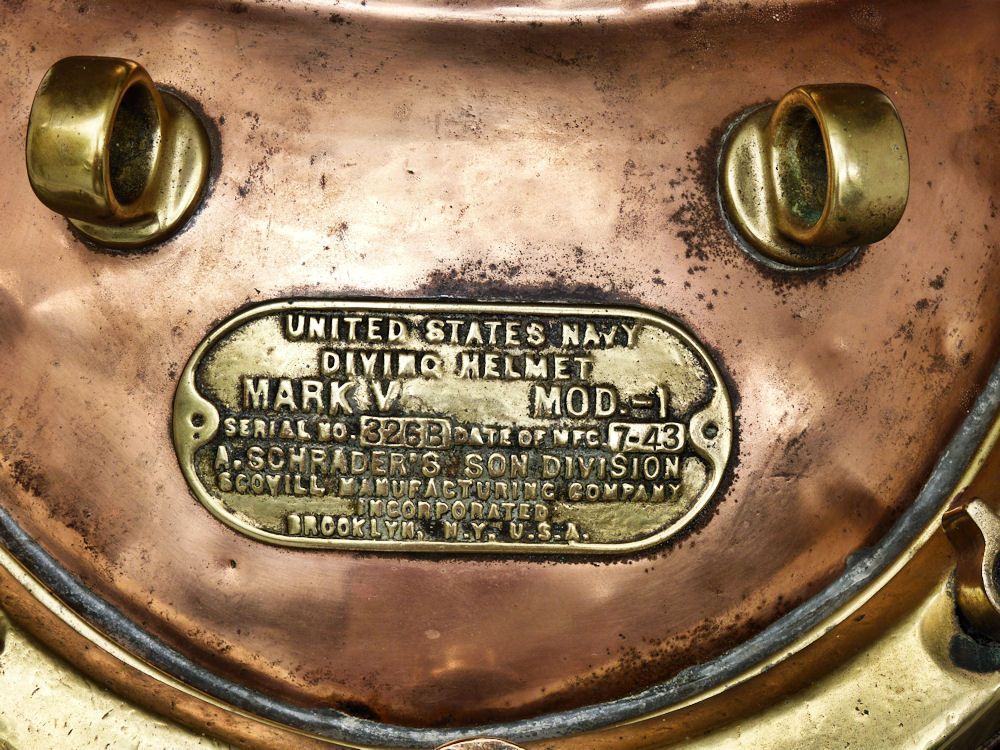 UNITED STATES NAVY
DIVING HELMET
MARK V MOD.-1
SERIAL NO. 326B DATE OF MFG. 7-43
A. SCHRADER'S SON DIVISION
SCOVILL MANUFACTURING COMPANY
INCORPORATED
BROOKLYN, N.Y. U.S.A.